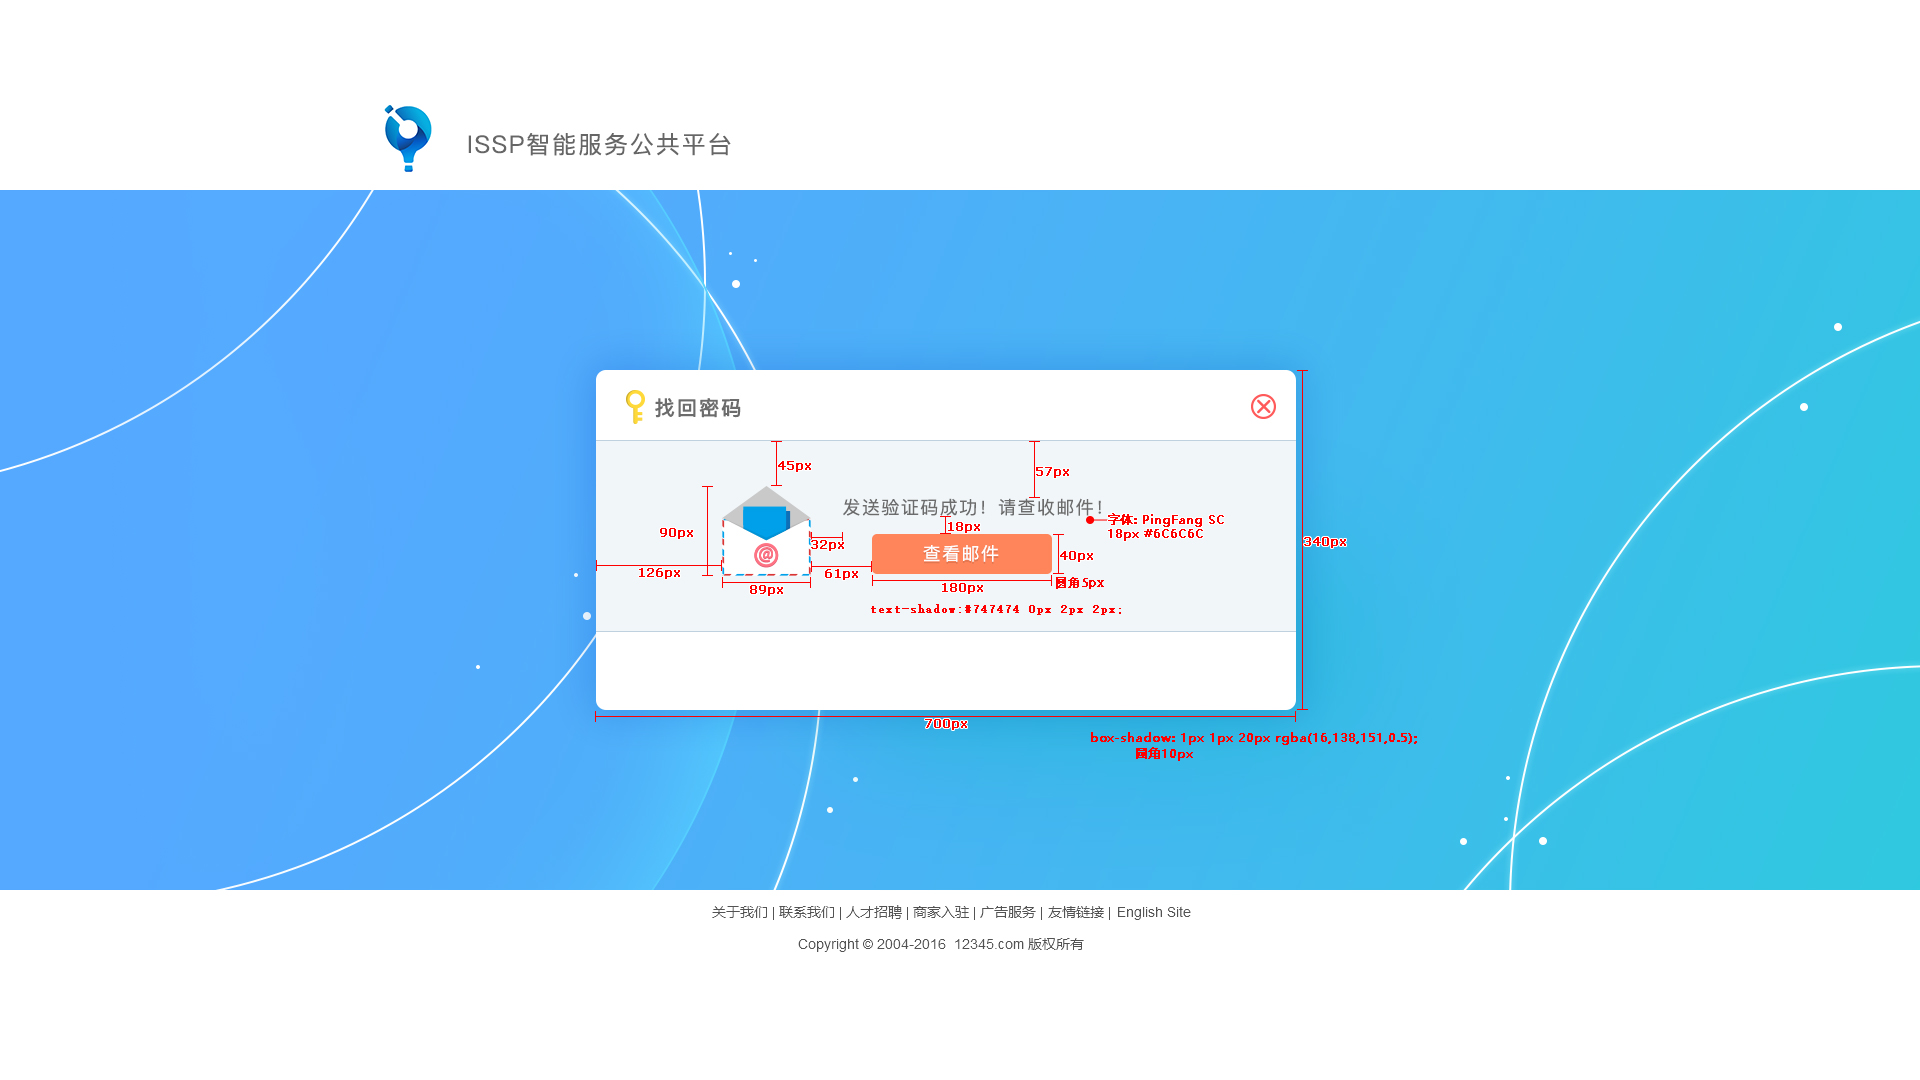 ISSP智能服务公共平台
找回密码
45px
57px
发送验证码成功！请查收邮件！
字体: PingFang SC
18px #6C6C6C
18px
90px
32px
查看邮件
40px
340px
126px
61px
圆角5px
89px
180px
text-shadow:#747474 0px 2px 2px;
700px
box-shadow: 1px 1px 20px rgba(16,138,151,0.5);
圆角10px
关于我们 | 联系我们 | 人才招聘 | 商家入驻 | 广告服务 | 友情链接 | English Site
Copyright © 2004-2016 12345.com 版权所有